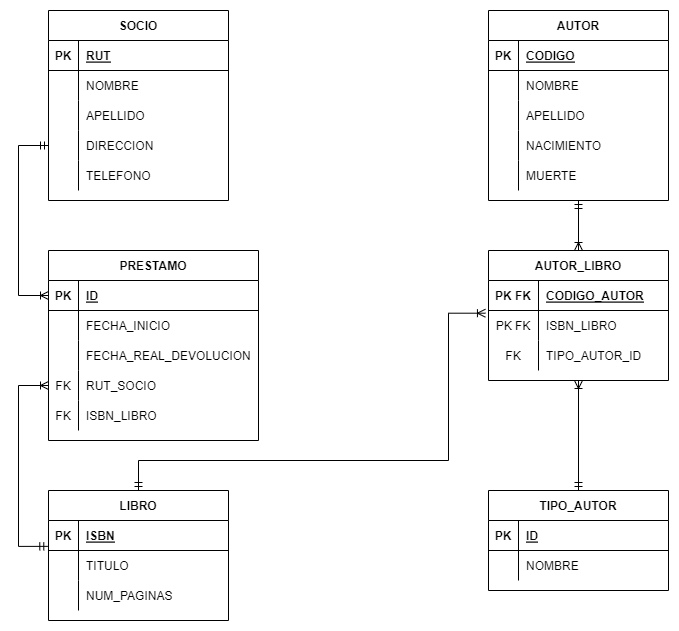 SOCIO
PK RUT
NOMBRE
APELLIDO
DIRECCION
TELEFONO
AUTOR
PK CODIGO
NOMBRE
APELLIDO
NACIMIENTO
MUERTE
PRESTAMO
PK ID
FECHA_INICIO
FECHA_REAL_DEVOLUCION
FK RUT_SOCIO
FK ISBN_LIBRO
AUTOR_LIBRO
PK FK CODIGO_AUTOR
PK FK ISBN_LIBRO
FK TIPO_AUTOR_ID
LIBRO
PK ISBN
TITULO
NUM_PAGINAS
TIPO_AUTOR
PK ID
NOMBRE